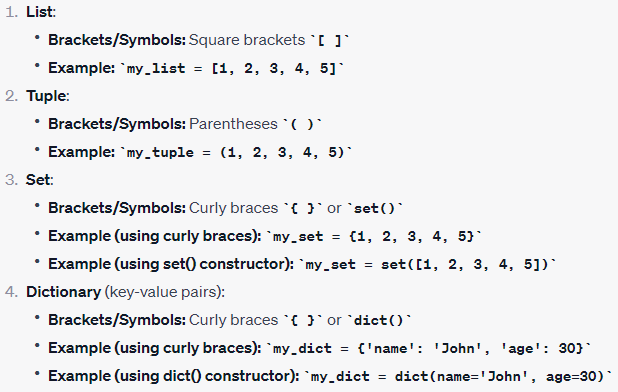 1. List:
• Brackets/Symbols: Square brackets `[ ]`
• Example: `my_list = [1, 2, 3, 4, 5]`
2. Tuple:
• Brackets/Symbols: Parentheses `( )`
• Example: `my_tuple = (1, 2, 3, 4, 5)`
3. Set:
• Brackets/Symbols: Curly braces `{ }` or `set()`
• Example (using curly braces): `my_set = {1, 2, 3, 4, 5}`
• Example (using set() constructor): `my_set = set([1, 2, 3, 4, 5])`
4. Dictionary (key-value pairs):
• Brackets/Symbols: Curly braces `{ }` or `dict()`
• Example (using curly braces): `my_dict = {'name': 'John', 'age': 30}`
• Example (using dict() constructor): `my_dict = dict(name='John', age=30)`